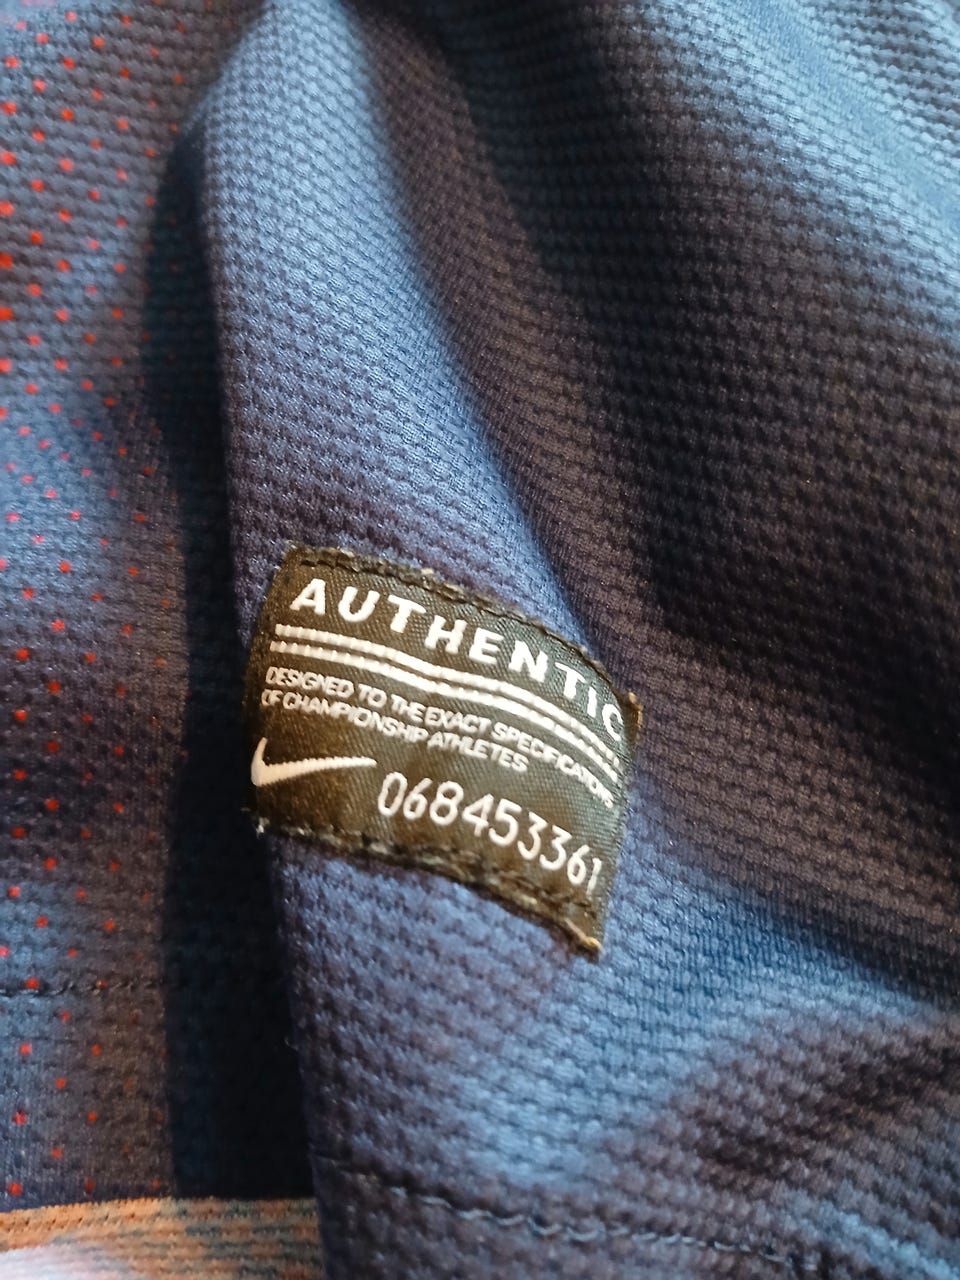 AUTHENTIC
DESIGNED TO THE EXACT SPECIFICATIONS
OF CHAMPIONSHIP ATHLETES
068453361